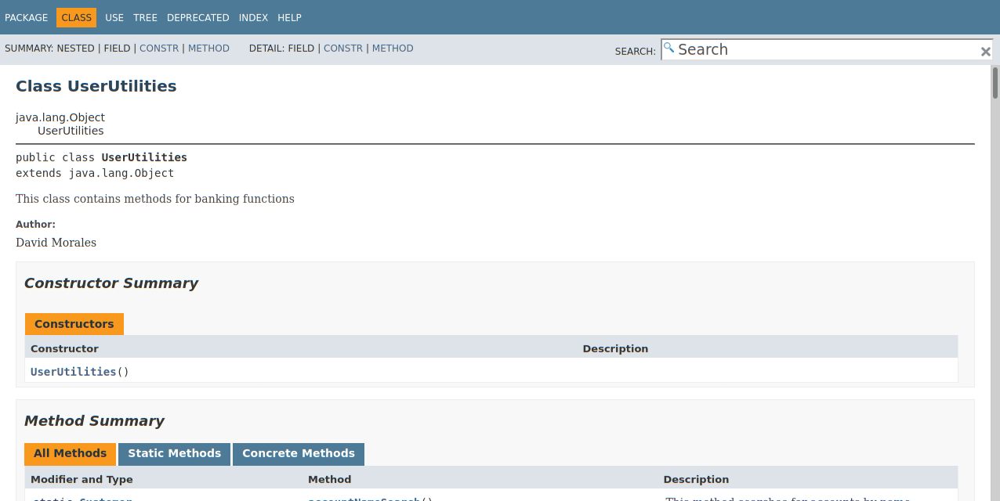 PACKAGE CLASS USE TREE DEPRECATED INDEX HELP
SUMMARY: NESTED | FIELD | CONSTR | METHOD DETAIL: FIELD | CONSTR | METHOD
SEARCH: Search
Class UserUtilities
java.lang.Object
UserUtilities
public class UserUtilities
extends java.lang.Object
This class contains methods for banking functions
Author:
David Morales
Constructor Summary
Constructors
Constructor Description
UserUtilities()
Method Summary
All Methods Static Methods Concrete Methods
Modifier and Type Method Description
static Customer accountNameSearch() This method searches for accounts by name